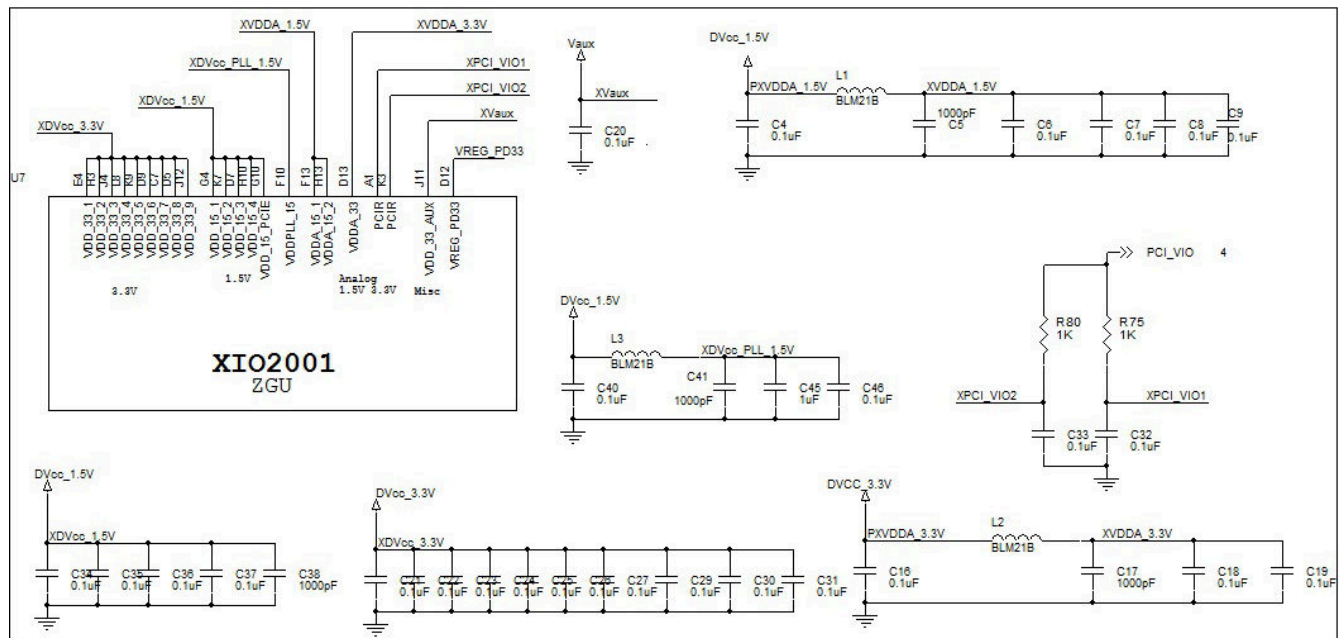 XVDDA_1.5V
XVDDA_3.3V
XDVcc_PLL_1.5V
XPCI_VIO1
XPCI_VIO2
XDVcc_1.5V
XVaux
XDVcc_3.3V
VREG_PD33
U7
E4 H3 J4 L8 K9 D9 C7 D5 J12 G4 K7 D7 H10 G10 F10 F13 H13 D13 A1 K3 J11 D12
VDD_33_1
VDD_33_2
VDD_33_3
VDD_33_4
VDD_33_5
VDD_33_6
VDD_33_7
VDD_33_8
VDD_33_9
VDD_15_1
VDD_15_2
VDD_15_3
VDD_15_4
VDD_15_PCIE
VDDPLL_15
VDDA_15_1
VDDA_15_2
VDDA_33
PCIR
PCIR
VDD_33_AUX
VREG_PD33
3.3V
1.5V
Analog
1.5V 3.3V
Misc
XIO2001
ZGU
Vaux
XVaux
C20
0.1uF
DVcc_1.5V
PXVDDA_1.5V
L1
BLM21B
XVDDA_1.5V
C4
0.1uF
1000pF
C5
C6
0.1uF
C7
0.1uF
C8
0.1uF
C9
0.1uF
PCI_VIO 4
R80
1K
R75
1K
XPCI_VIO2
XPCI_VIO1
C33
0.1uF
C32
0.1uF
DVcc_1.5V
L3
BLM21B
XDVcc_PLL_1.5V
C40
0.1uF
C41
1000pF
C45
1uF
C46
0.1uF
DVcc_1.5V
XDVcc_1.5V
C34
0.1uF
C35
0.1uF
C36
0.1uF
C37
0.1uF
C38
1000pF
DVcc_3.3V
XDVcc_3.3V
C21
0.1uF
C22
0.1uF
C23
0.1uF
C24
0.1uF
C25
0.1uF
C26
0.1uF
C27
0.1uF
C29
0.1uF
C30
0.1uF
C31
0.1uF
DVCC_3.3V
PXVDDA_3.3V
L2
BLM21B
XVDDA_3.3V
C16
0.1uF
C17
1000pF
C18
0.1uF
C19
0.1uF